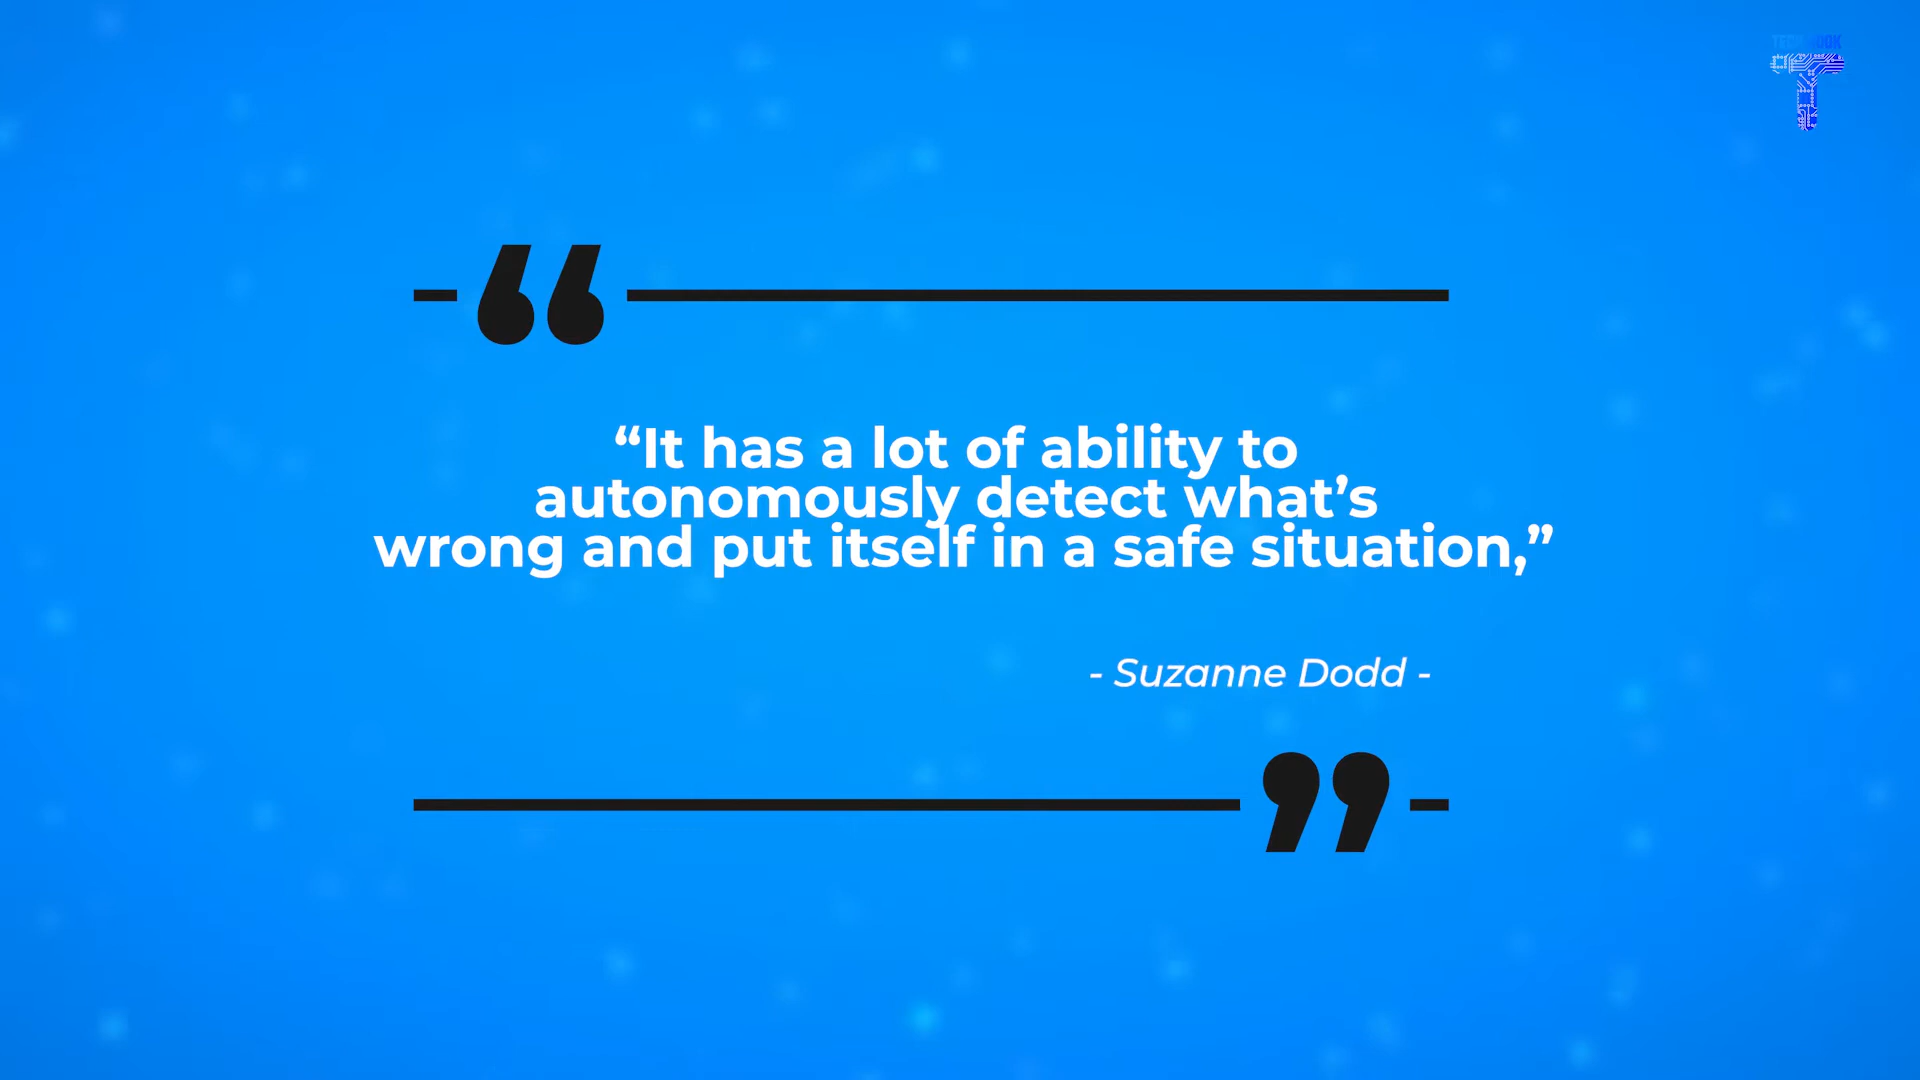 “It has a lot of ability to
autonomously detect what’s
wrong and put itself in a safe situation,”
- Suzanne Dodd -